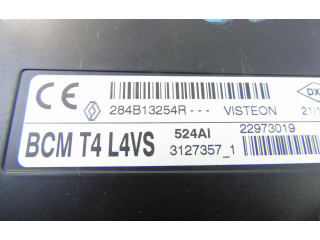 CE 284B13254R--- VISTEON 21/1
DX
BCM T4 L4VS 524AI 22973019
3127357_1